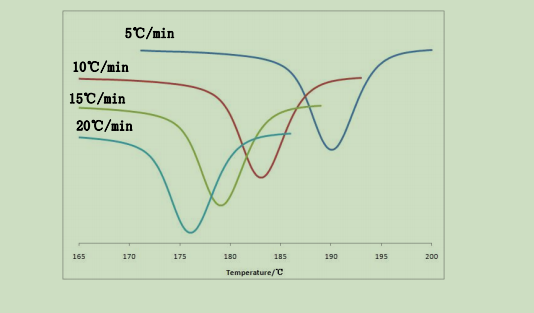 5℃/min
10℃/min
15℃/min
20℃/min
165 170 175 180 185 190 195 200
Temperature/℃